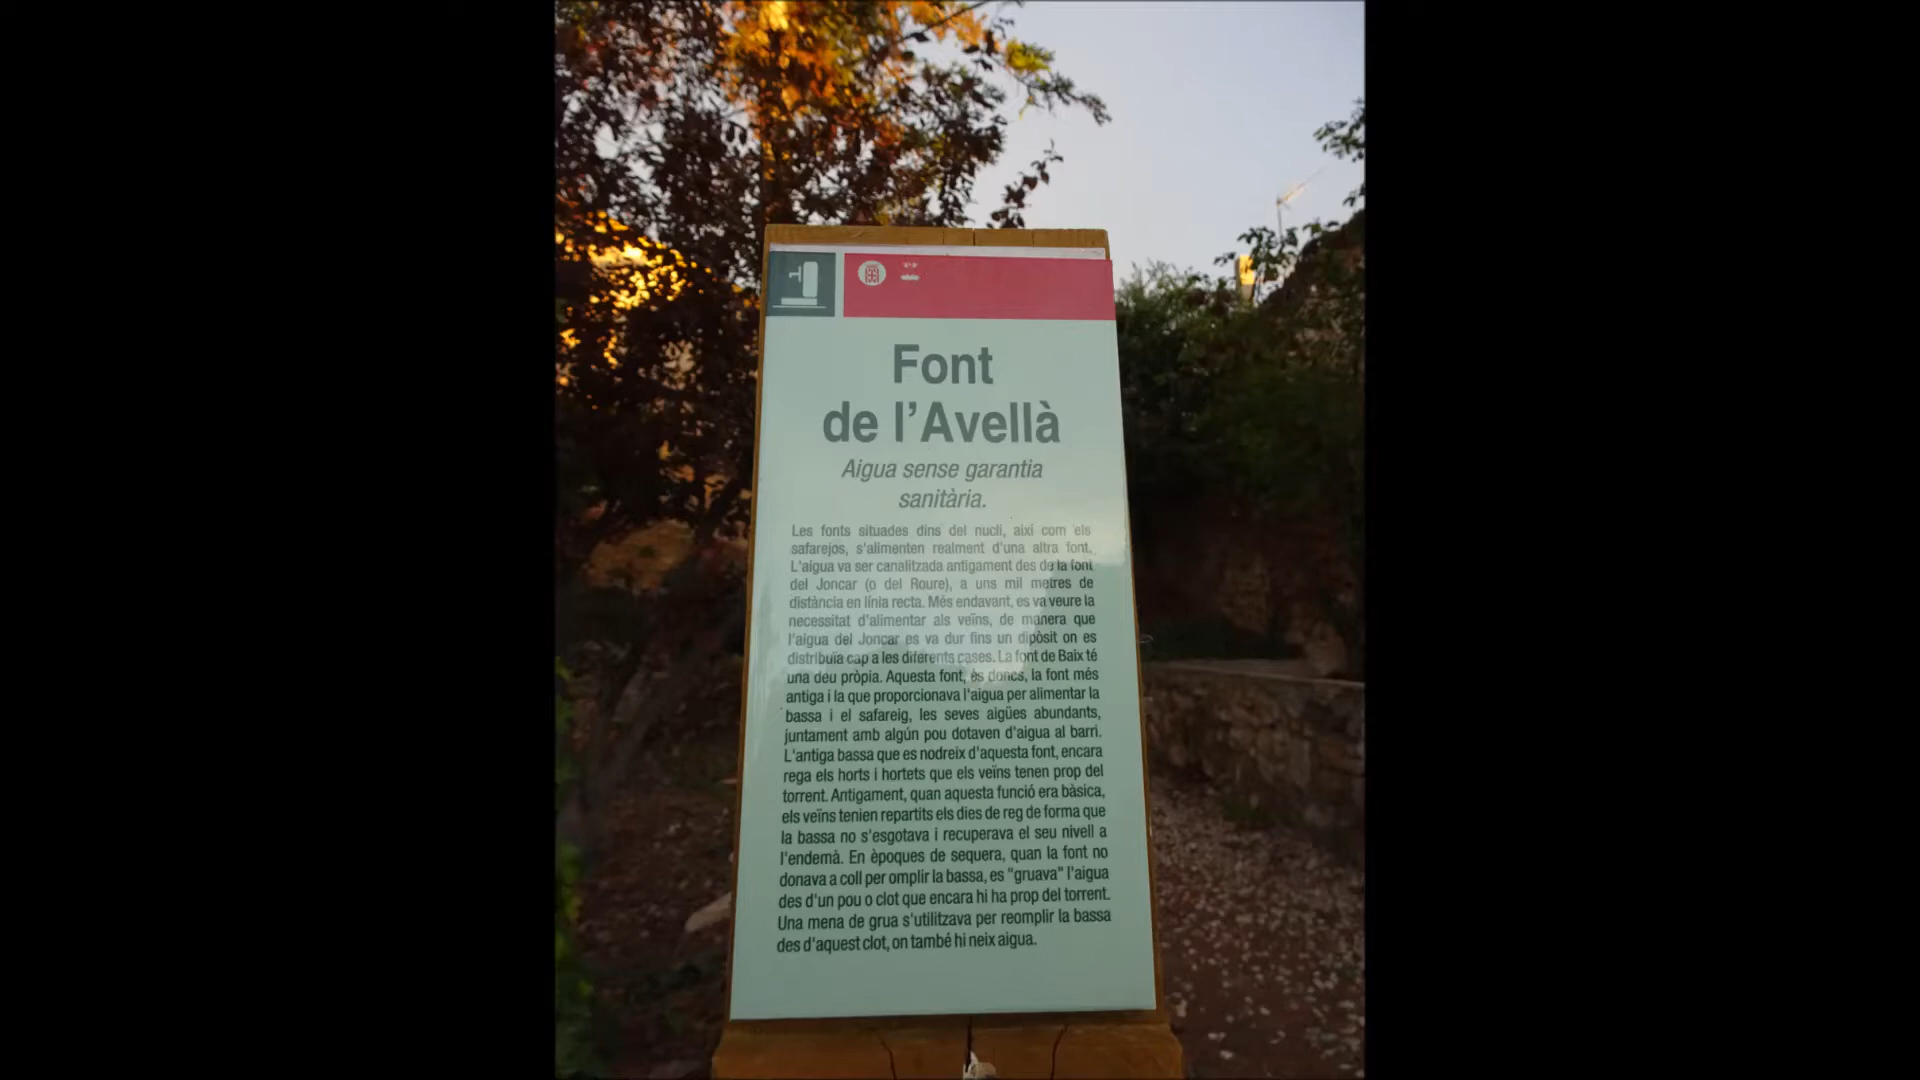 Font
de l'Avellà
Aigua sense garantia
sanitària.
Les fonts situades dins del nucli, així com els
safarejos, s'alimenten realment d'una altra font.
L'aigua va ser canalitzada antigament des de la font
del Joncar (o del Roure), a uns mil metres de
distància en línia recta. Més endavant, es va veure la
necessitat d'alimentar als veïns, de manera que
l'aigua del Joncar es va dur fins un dipòsit on es
distribuïa cap a les diferents cases. La font de Baix té
una deu pròpia. Aquesta font, és doncs, la font més
antiga i la que proporcionava l'aigua per alimentar la
bassa i el safareig, les seves aigües abundants,
juntament amb algún pou dotaven d'aigua al barri.
L'antiga bassa que es nodreix d'aquesta font, encara
rega els horts i hortets que els veïns tenen prop del
torrent. Antigament, quan aquesta funció era bàsica,
els veïns tenien repartits els dies de reg de forma que
la bassa no s'esgotava i recuperava el seu nivell a
l'endemà. En èpoques de sequera, quan la font no
donava a coll per omplir la bassa, es "gruava" l'aigua
des d'un pou o clot que encara hi ha prop del torrent.
Una mena de grua s'utilitzava per reomplir la bassa
des d'aquest clot, on també hi neix aigua.